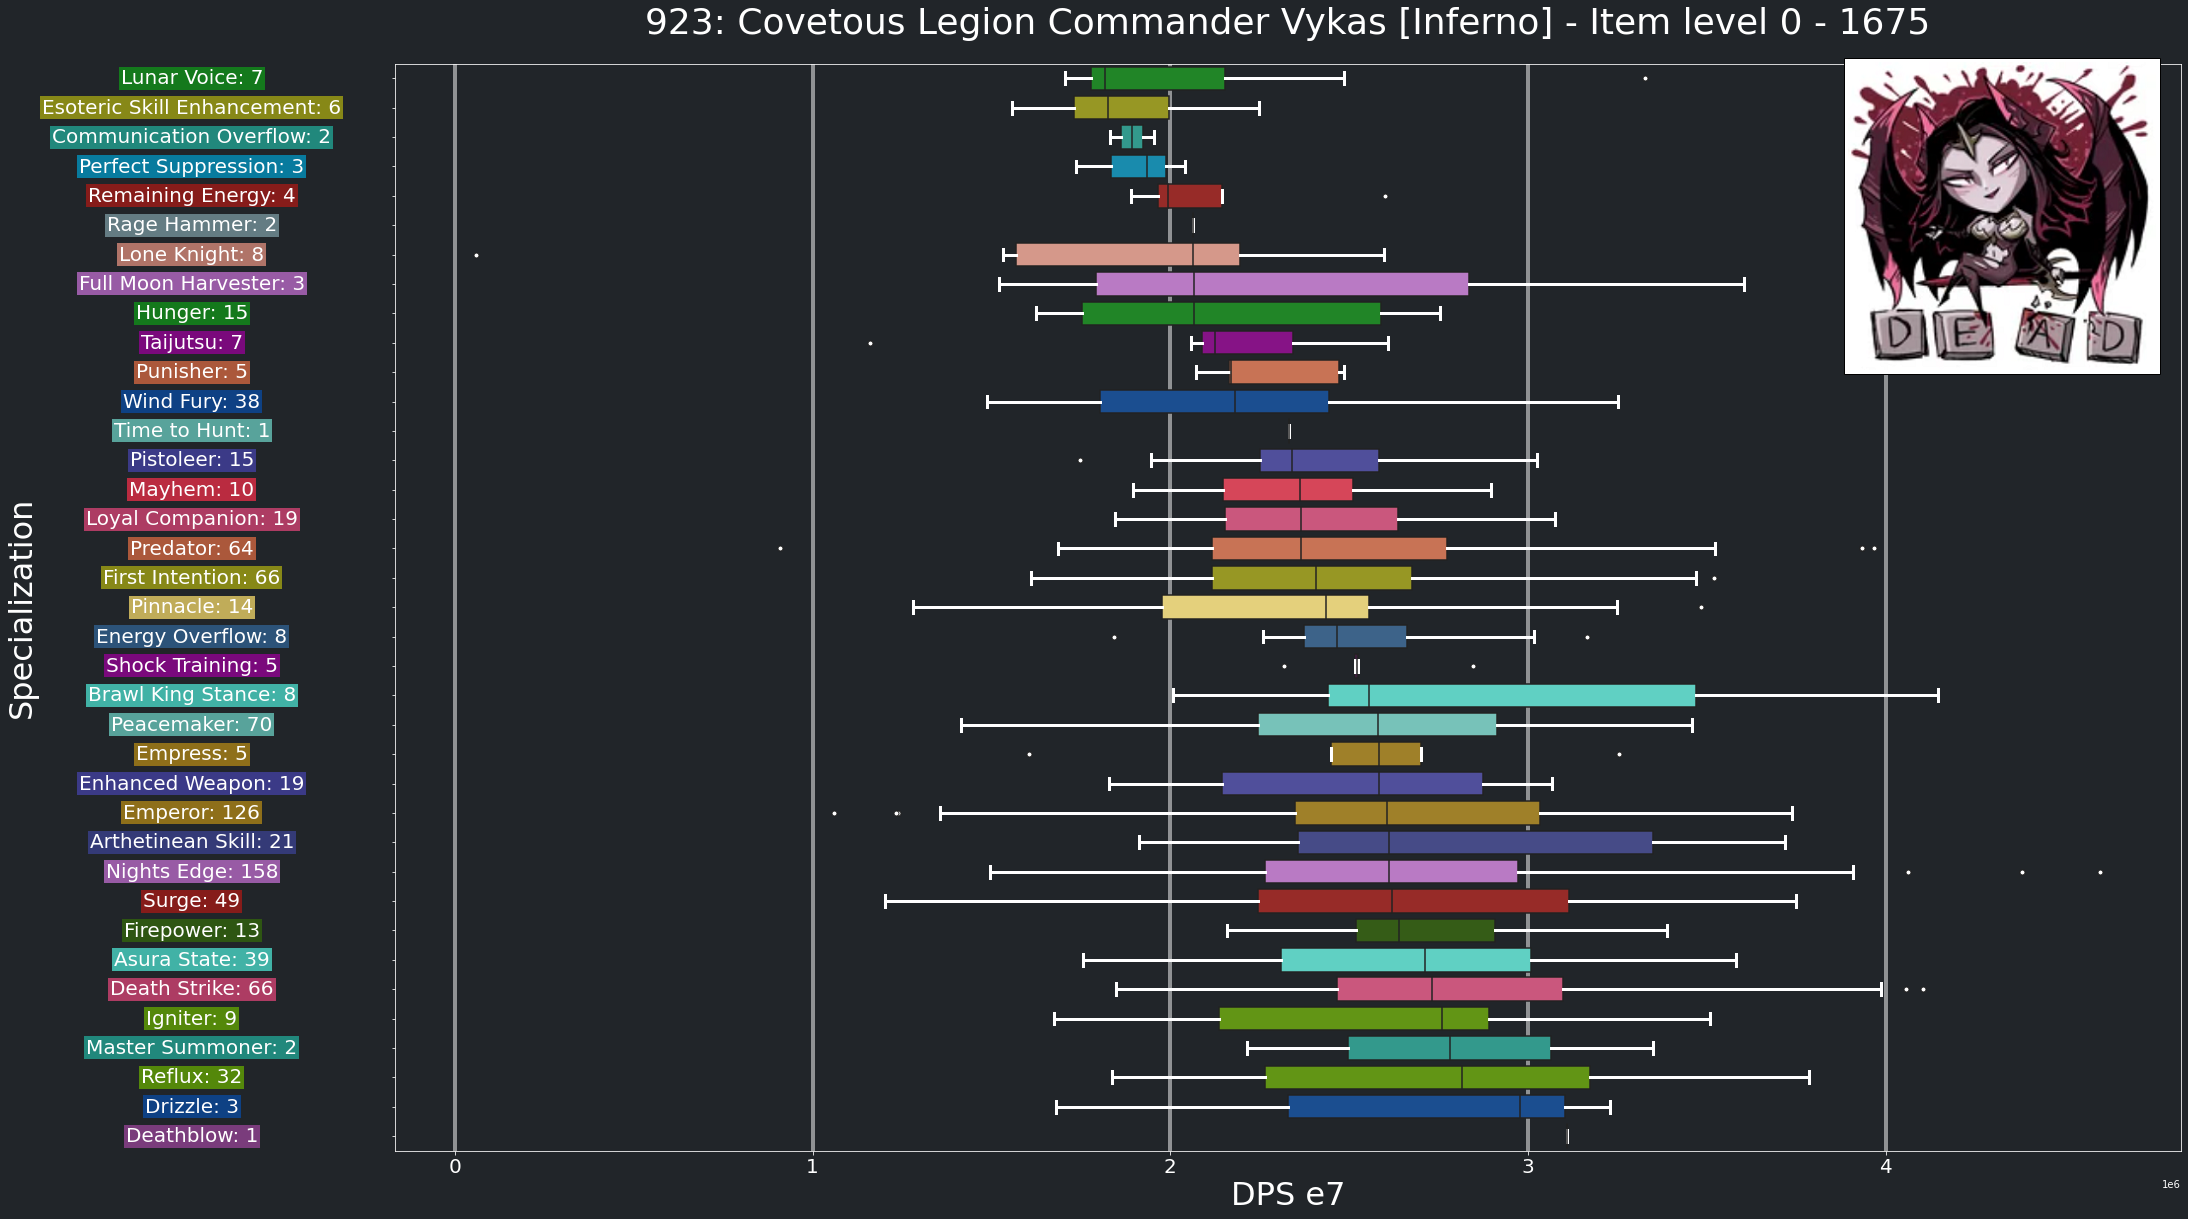 923: Covetous Legion Commander Vykas [Inferno] - Item level 0 - 1675
Lunar Voice: 7
Esoteric Skill Enhancement: 6
Communication Overflow: 2
Perfect Suppression: 3
Remaining Energy: 4
Rage Hammer: 2
Lone Knight: 8
Full Moon Harvester: 3
Hunger: 15
Taijutsu: 7
Punisher: 5
Wind Fury: 38
Time to Hunt: 1
Pistoleer: 15
Mayhem: 10
Loyal Companion: 19
Predator: 64
First Intention: 66
Pinnacle: 14
Energy Overflow: 8
Shock Training: 5
Brawl King Stance: 8
Peacemaker: 70
Empress: 5
Enhanced Weapon: 19
Emperor: 126
Arthetinean Skill: 21
Nights Edge: 158
Surge: 49
Firepower: 13
Asura State: 39
Death Strike: 66
Igniter: 9
Master Summoner: 2
Reflux: 32
Drizzle: 3
Deathblow: 1
Specialization
DEAD
0 1 2 3 4
1e6
DPS e7